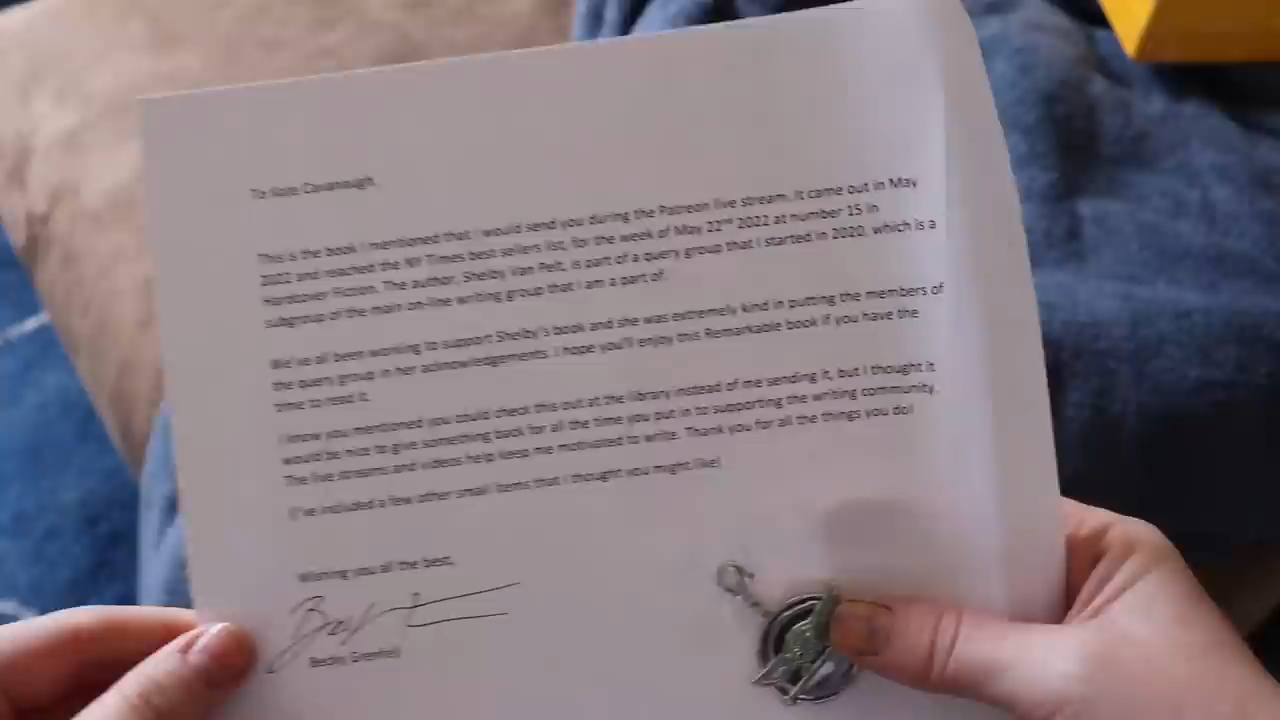 To Kate Cavanaugh,
This is the book I mentioned that I would send you during the Patreon live stream. It came out in May
2022 and reached the NY Times best sellers list, for the week of May 22nd 2022 at number 15 in
Hardcover Fiction. The author, Shelby Van Pelt, is part of a query group that I started in 2020, which is a
subgroup of the main on-line writing group that I am a part of.
We've all been working to support Shelby's book and she was extremely kind in putting the members of
the query group in her acknowledgements. I hope you'll enjoy this Remarkable book if you have the
time to read it.
I know you mentioned you could check this out at the library instead of me sending it, but I thought it
would be nice to give something back for all the time you put in to supporting the writing community.
The live streams and videos help keep me motivated to write. Thank you for all the things you do!
(I've included a few other small items that I thought you might like)
Wishing you all the best,
Becky Grenfell